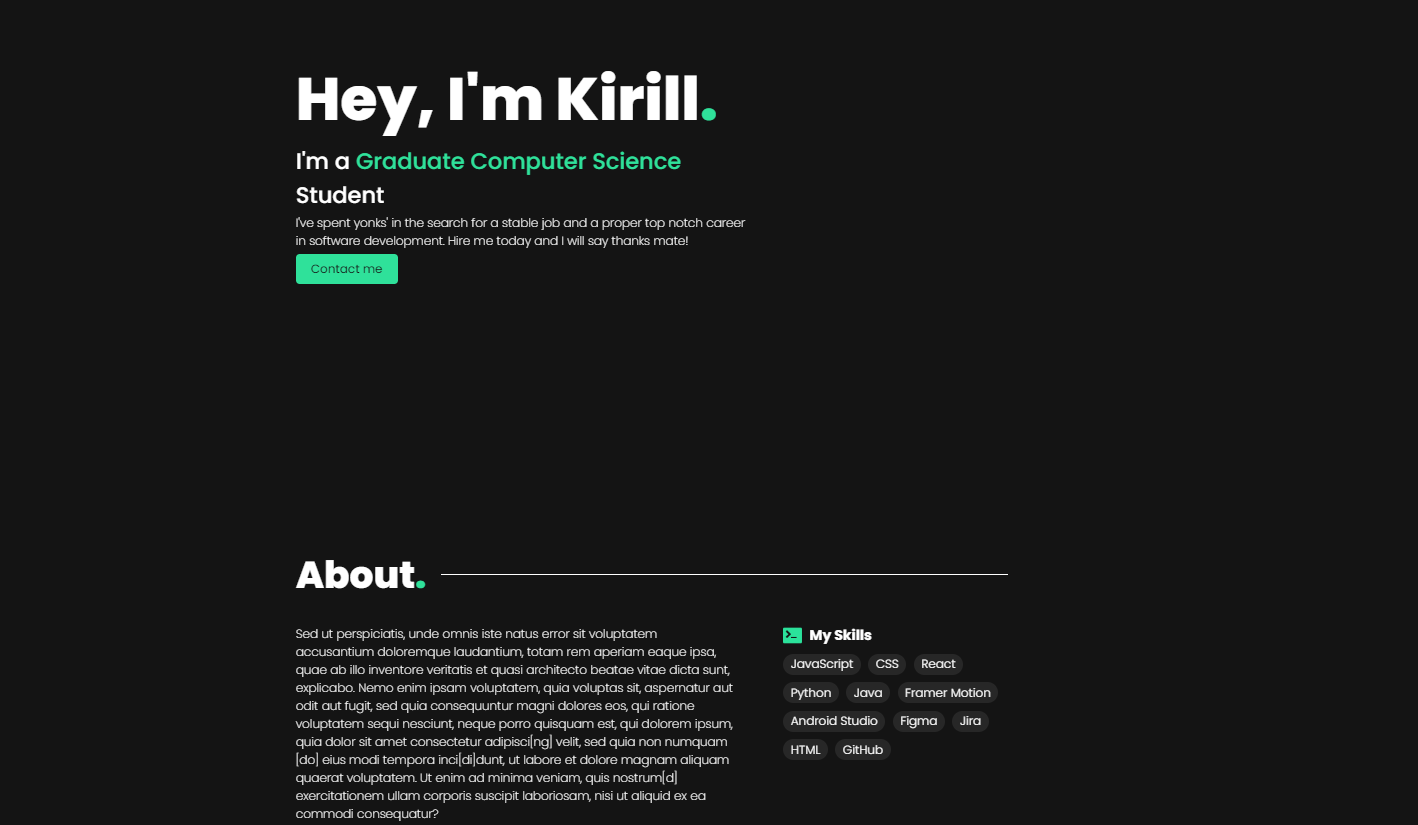 Hey, I'm Kirill.
I'm a Graduate Computer Science
Student
I've spent yonks' in the search for a stable job and a proper top notch career
in software development. Hire me today and I will say thanks mate!
Contact me
About.
Sed ut perspiciatis, unde omnis iste natus error sit voluptatem
accusantium doloremque laudantium, totam rem aperiam eaque ipsa,
quae ab illo inventore veritatis et quasi architecto beatae vitae dicta sunt,
explicabo. Nemo enim ipsam voluptatem, quia voluptas sit, aspernatur aut
odit aut fugit, sed quia consequuntur magni dolores eos, qui ratione
voluptatem sequi nesciunt, neque porro quisquam est, qui dolorem ipsum,
quia dolor sit amet consectetur adipisci[ng] velit, sed quia non numquam
[do] eius modi tempora inci[di]dunt, ut labore et dolore magnam aliquam
quaerat voluptatem. Ut enim ad minima veniam, quis nostrum[d]
exercitationem ullam corporis suscipit laboriosam, nisi ut aliquid ex ea
commodi consequatur?
My Skills
JavaScript CSS React
Python Java Framer Motion
Android Studio Figma Jira
HTML GitHub